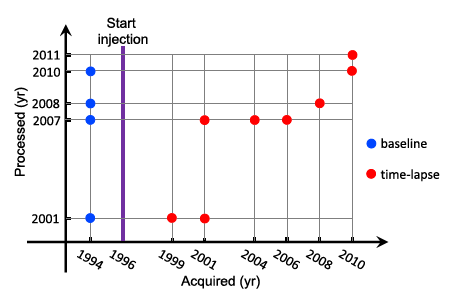 Start
injection
2011
2010
2008
2007
2001
Processed (yr)
baseline
time-lapse
1994
1996
1999
2001
2004
2006
2008
2010
Acquired (yr)